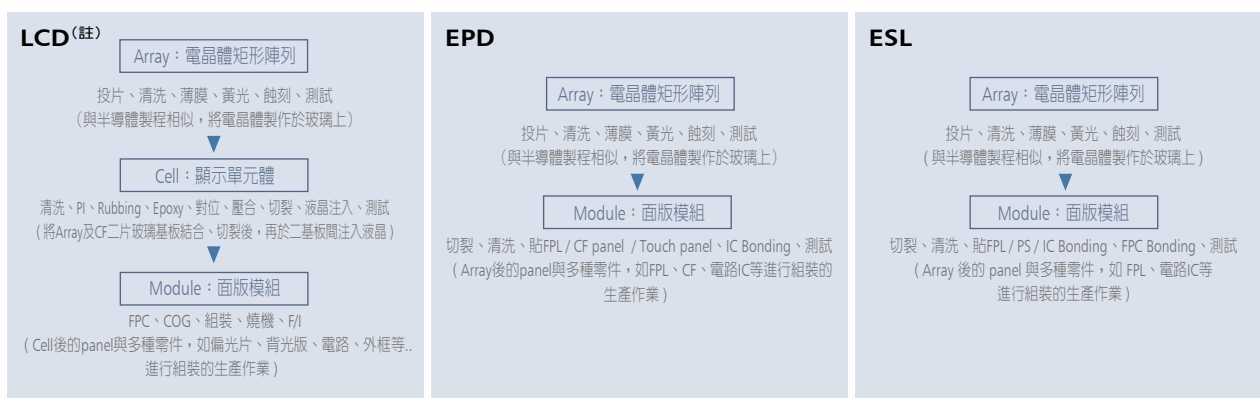 LCD(註)
Array：電晶體矩形陣列
投片、清洗、薄膜、黃光、蝕刻、測試
（與半導體製程相似，將電晶體製作於玻璃上）
Cell：顯示單元體
清洗、PI、Rubbing、Epoxy、對位、壓合、切裂、液晶注入、測試
( 將Array及CF二片玻璃基板結合、切裂後，再於二基板間注入液晶 )
Module：面版模組
FPC、COG、組裝、燒機、F/I
( Cell後的panel與多種零件，如偏光片、背光版、電路、外框等..
進行組裝的生產作業 )
EPD
Array：電晶體矩形陣列
投片、清洗、薄膜、黃光、蝕刻、測試
（與半導體製程相似，將電晶體製作於玻璃上）
Module：面版模組
切裂、清洗、貼FPL / CF panel / Touch panel、IC Bonding、測試
( Array後的panel與多種零件，如FPL、CF、電路IC等進行組裝的
生產作業 )
ESL
Array：電晶體矩形陣列
投片、清洗、薄膜、黃光、蝕刻、測試
( 與半導體製程相似，將電晶體製作於玻璃上 )
Module：面版模組
切裂、清洗、貼FPL / PS / IC Bonding、FPC Bonding、測試
( Array 後的 panel 與多種零件，如 FPL、電路IC等
進行組裝的生產作業 )